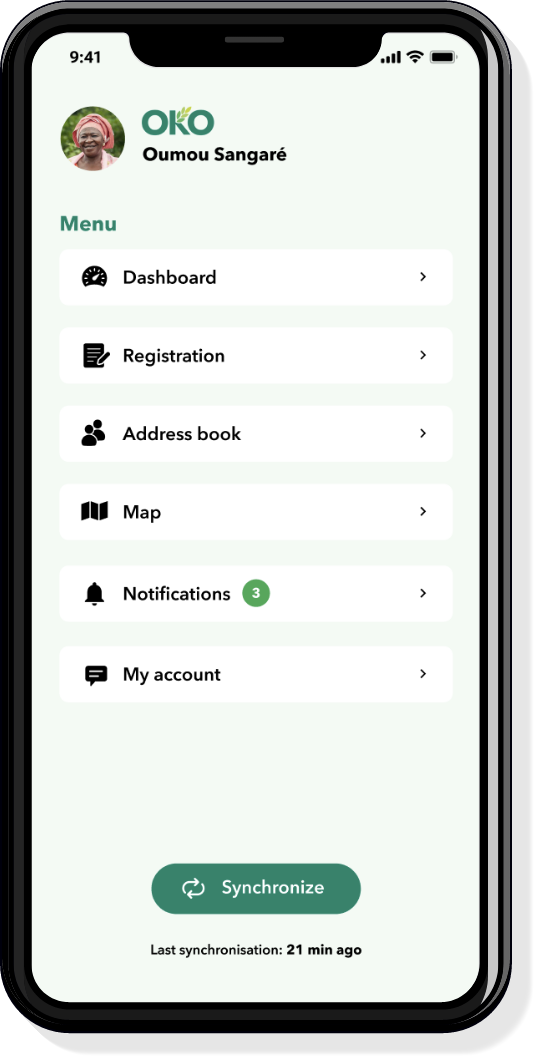 9:41
OKO
Oumou Sangaré
Menu
Dashboard
Registration
Address book
Map
Notifications 3
My account
Synchronize
Last synchronisation: 21 min ago